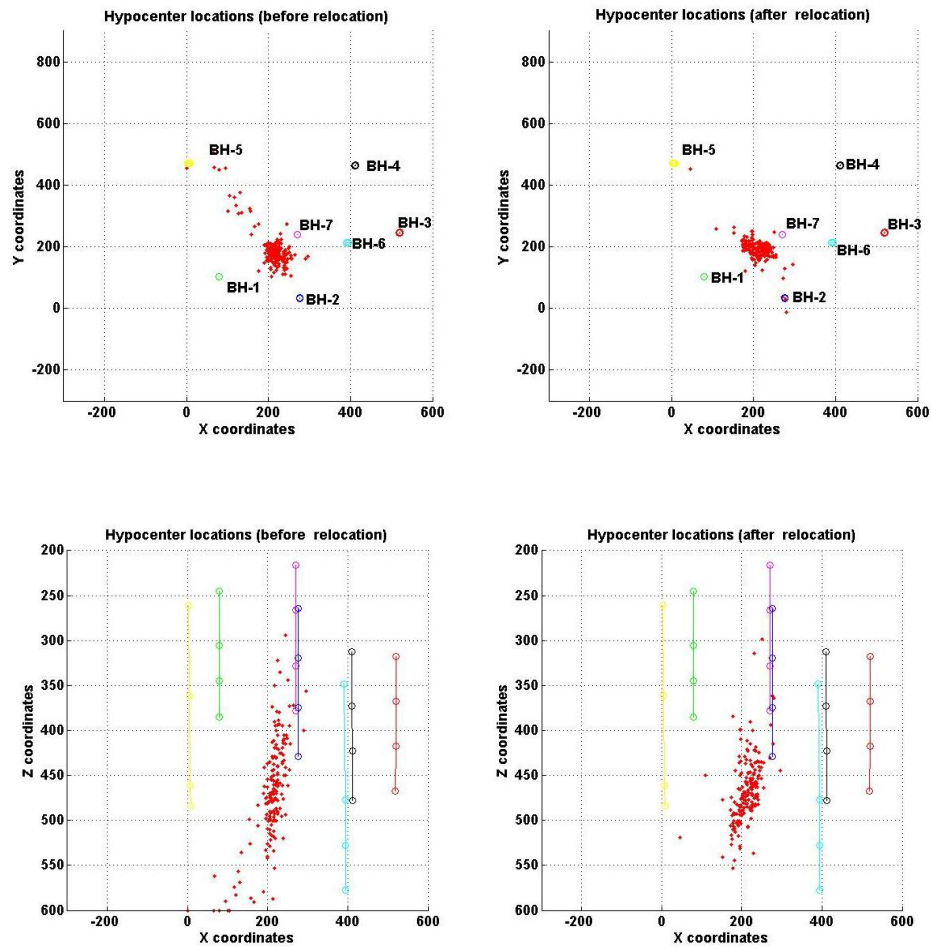 Hypocenter locations (before relocation)
800
600
400
200
0
-200
-200
0
200
400
600
Y coordinates
X coordinates
BH-5
BH-4
BH-3
BH-7
BH-6
BH-1
BH-2
Hypocenter locations (after relocation)
800
600
400
200
0
-200
-200
0
200
400
600
Y coordinates
X coordinates
BH-5
BH-4
BH-3
BH-7
BH-6
BH-1
BH-2
Hypocenter locations (before relocation)
200
250
300
350
400
450
500
550
600
-200
0
200
400
600
Z coordinates
X coordinates
Hypocenter locations (after relocation)
200
250
300
350
400
450
500
550
600
-200
0
200
400
600
Z coordinates
X coordinates